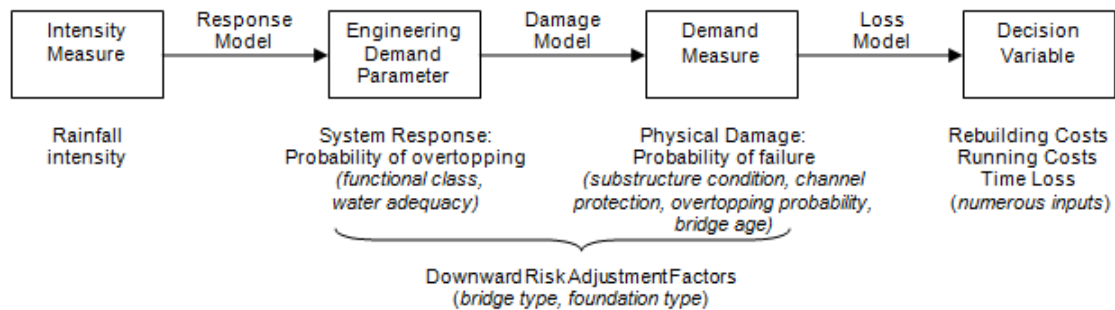 Intensity
Measure
Response
Model
Engineering
Demand
Parameter
Damage
Model
Demand
Measure
Loss
Model
Decision
Variable
Rainfall
intensity
System Response:
Probability of overtopping
(functional class,
water adequacy)
Physical Damage:
Probability of failure
(substructure condition, channel
protection, overtopping probability,
bridge age)
Rebuilding Costs
Running Costs
Time Loss
(numerous inputs)
Downward Risk Adjustment Factors
(bridge type, foundation type)